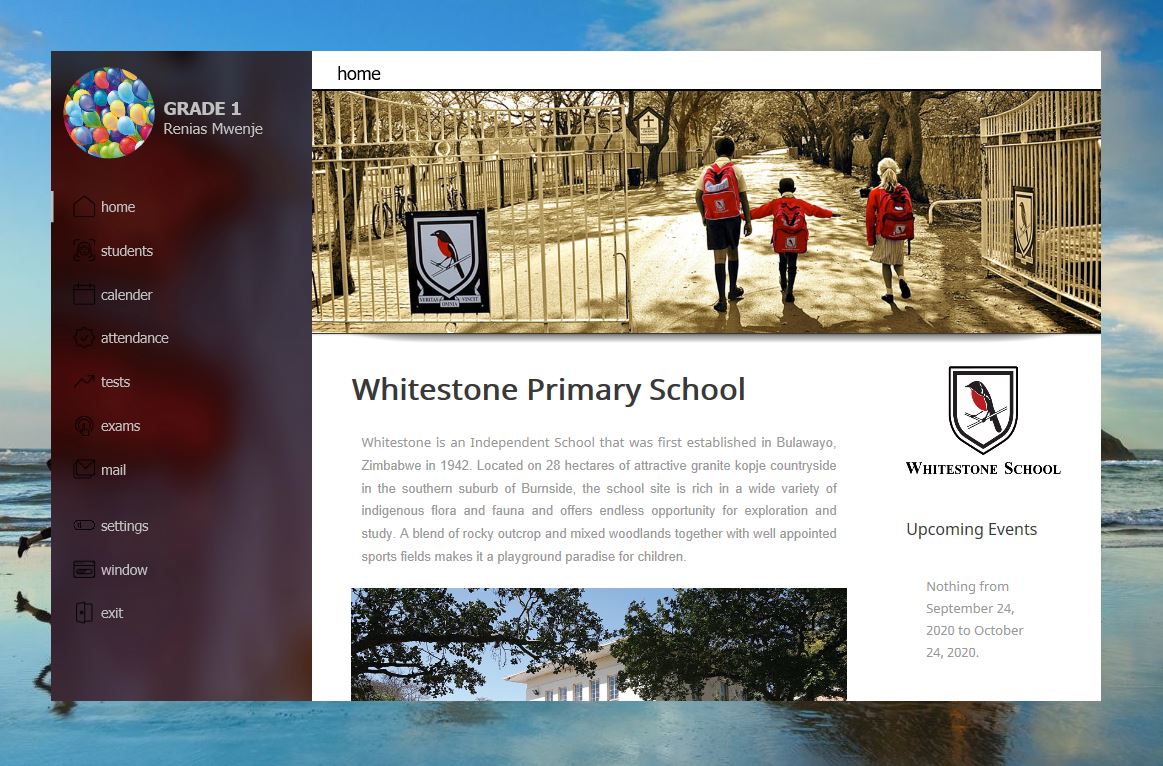 GRADE 1
Renias Mwenje
home
students
calender
attendance
tests
exams
mail
settings
window
exit
home
VERITAS OMNIA VINCIT
Whitestone Primary School
Whitestone is an Independent School that was first established in Bulawayo,
Zimbabwe in 1942. Located on 28 hectares of attractive granite kopje countryside
in the southern suburb of Burnside, the school site is rich in a wide variety of
indigenous flora and fauna and offers endless opportunity for exploration and
study. A blend of rocky outcrop and mixed woodlands together with well appointed
sports fields makes it a playground paradise for children.
WHITESTONE SCHOOL
Upcoming Events
Nothing from
September 24,
2020 to October
24, 2020.